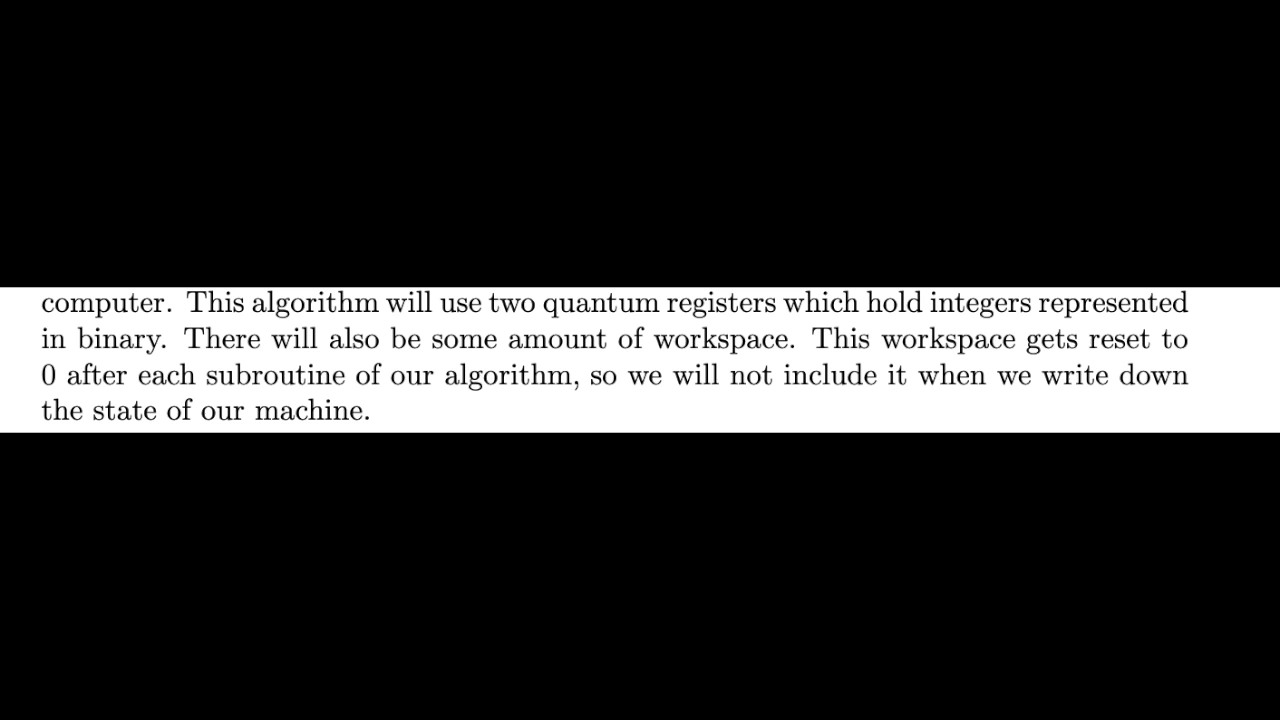 computer. This algorithm will use two quantum registers which hold integers represented
in binary. There will also be some amount of workspace. This workspace gets reset to
0 after each subroutine of our algorithm, so we will not include it when we write down
the state of our machine.